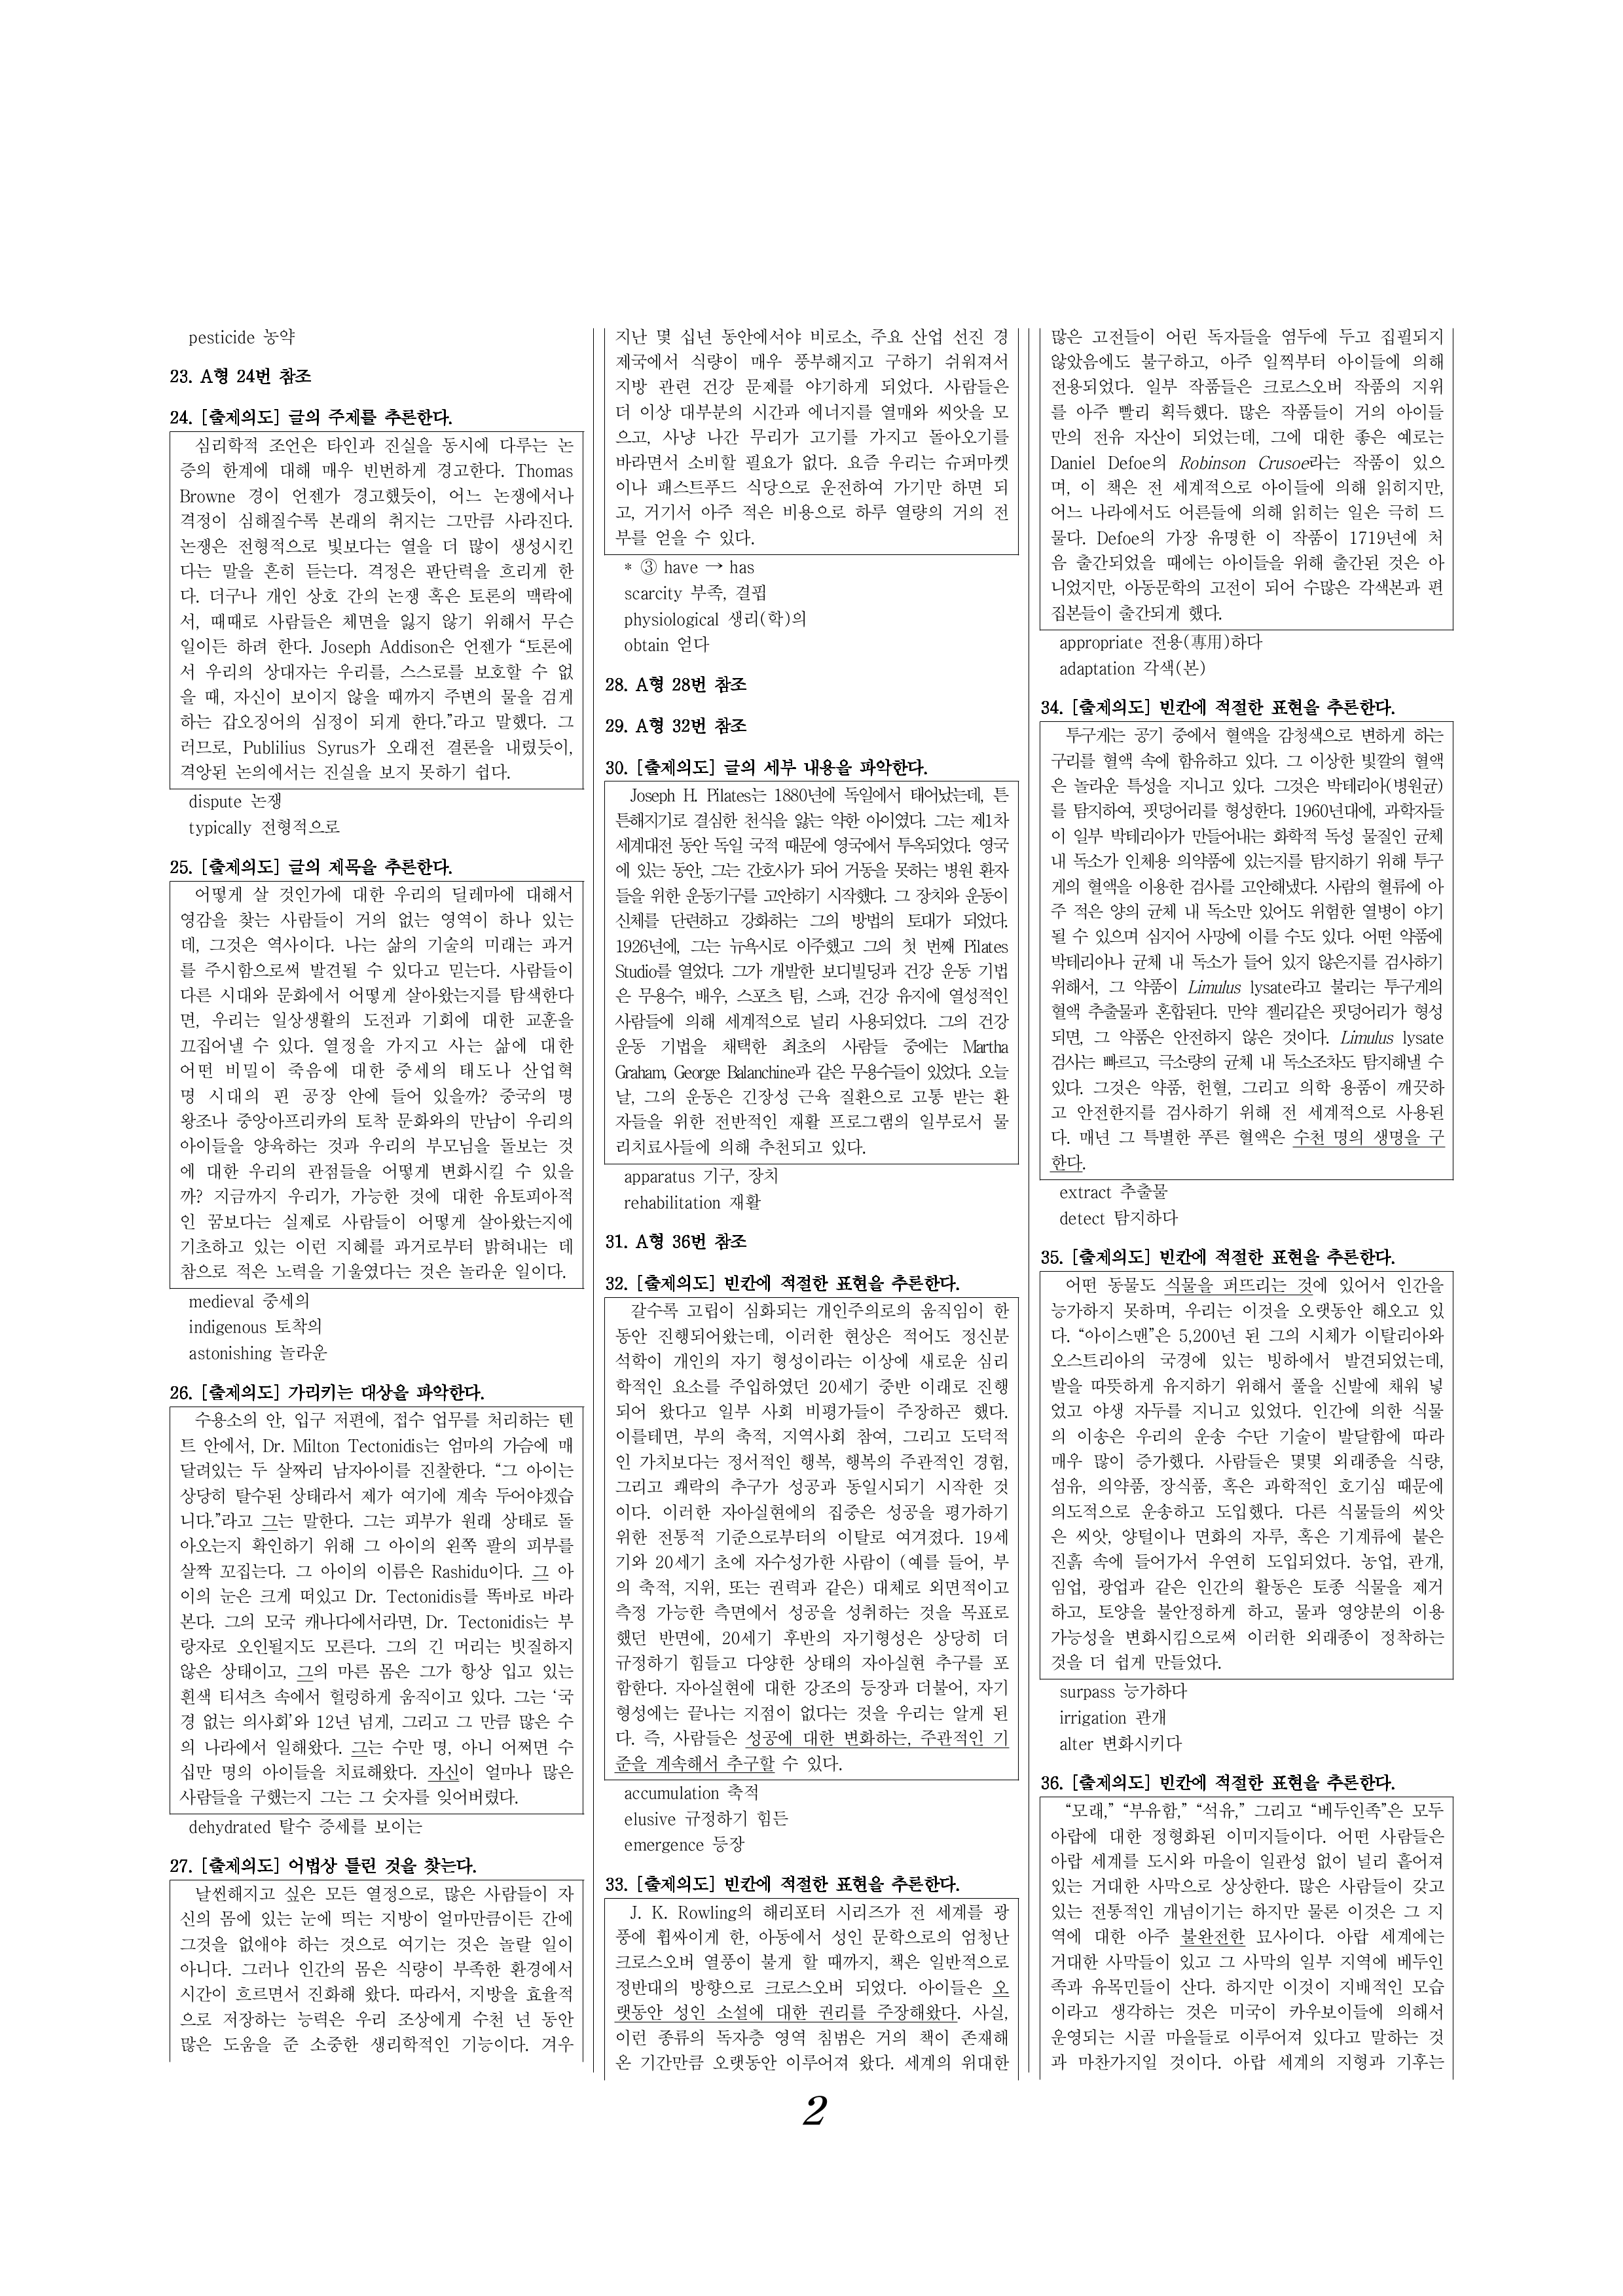 pesticide 농약
23. A형 24번 참조
24. [출제의도] 글의 주제를 추론한다.
심리학적 조언은 타인과 진실을 동시에 다루는 논
증의 한계에 대해 매우 빈번하게 경고한다. Thomas
Browne 경이 언젠가 경고했듯이, 어느 논쟁에서나
격정이 심해질수록 본래의 취지는 그만큼 사라진다.
논쟁은 전형적으로 빛보다는 열을 더 많이 생성시킨
다는 말을 흔히 듣는다. 격정은 판단력을 흐리게 한
다. 더구나 개인 상호 간의 논쟁 혹은 토론의 맥락에
서, 때때로 사람들은 체면을 잃지 않기 위해서 무슨
일이든 하려 한다. Joseph Addison은 언젠가 “토론에
서 우리의 상대자는 우리를, 스스로를 보호할 수 없
을 때, 자신이 보이지 않을 때까지 주변의 물을 검게
하는 갑오징어의 심정이 되게 한다.”라고 말했다. 그
러므로, Publilius Syrus가 오래전 결론을 내렸듯이,
격앙된 논의에서는 진실을 보지 못하기 쉽다.
dispute 논쟁
typically 전형적으로
25. [출제의도] 글의 제목을 추론한다.
어떻게 살 것인가에 대한 우리의 딜레마에 대해서
영감을 찾는 사람들이 거의 없는 영역이 하나 있는
데, 그것은 역사이다. 나는 삶의 기술의 미래는 과거
를 주시함으로써 발견될 수 있다고 믿는다. 사람들이
다른 시대와 문화에서 어떻게 살아왔는지를 탐색한다
면, 우리는 일상생활의 도전과 기회에 대한 교훈을
끄집어낼 수 있다. 열정을 가지고 사는 삶에 대한
어떤 비밀이 죽음에 대한 중세의 태도나 산업혁
명 시대의 핀 공장 안에 들어 있을까? 중국의 명
왕조나 중앙아프리카의 토착 문화와의 만남이 우리의
아이들을 양육하는 것과 우리의 부모님을 돌보는 것
에 대한 우리의 관점들을 어떻게 변화시킬 수 있을
까? 지금까지 우리가, 가능한 것에 대한 유토피아적
인 꿈보다는 실제로 사람들이 어떻게 살아왔는지에
기초하고 있는 이런 지혜를 과거로부터 밝혀내는 데
참으로 적은 노력을 기울였다는 것은 놀라운 일이다.
medieval 중세의
indigenous 토착의
astonishing 놀라운
26. [출제의도] 가리키는 대상을 파악한다.
수용소의 안, 입구 저편에, 접수 업무를 처리하는 텐
트 안에서, Dr. Milton Tectonidis는 엄마의 가슴에 매
달려있는 두 살짜리 남자아이를 진찰한다. “그 아이는
상당히 탈수된 상태라서 제가 여기에 계속 두어야겠습
니다.”라고 그는 말한다. 그는 피부가 원래 상태로 돌
아오는지 확인하기 위해 그 아이의 왼쪽 팔의 피부를
살짝 꼬집는다. 그 아이의 이름은 Rashidu이다. 그 아
이의 눈은 크게 떠있고 Dr. Tectonidis를 똑바로 바라
본다. 그의 모국 캐나다에서라면, Dr. Tectonidis는 부
랑자로 오인될지도 모른다. 그의 긴 머리는 빗질하지
않은 상태이고, 그의 마른 몸은 그가 항상 입고 있는
흰색 티셔츠 속에서 헐렁하게 움직이고 있다. 그는 ‘국
경 없는 의사회’와 12년 넘게, 그리고 그 만큼 많은 수
의 나라에서 일해왔다. 그는 수만 명, 아니 어쩌면 수
십만 명의 아이들을 치료해왔다. 자신이 얼마나 많은
사람들을 구했는지 그는 그 숫자를 잊어버렸다.
dehydrated 탈수 증세를 보이는
27. [출제의도] 어법상 틀린 것을 찾는다.
날씬해지고 싶은 모든 열정으로, 많은 사람들이 자
신의 몸에 있는 눈에 띄는 지방이 얼마만큼이든 간에
그것을 없애야 하는 것으로 여기는 것은 놀랄 일이
아니다. 그러나 인간의 몸은 식량이 부족한 환경에서
시간이 흐르면서 진화해 왔다. 따라서, 지방을 효율적
으로 저장하는 능력은 우리 조상에게 수천 년 동안
많은 도움을 준 소중한 생리학적인 기능이다. 겨우
지난 몇 십년 동안에서야 비로소, 주요 산업 선진 경
제국에서 식량이 매우 풍부해지고 구하기 쉬워져서
지방 관련 건강 문제를 야기하게 되었다. 사람들은
더 이상 대부분의 시간과 에너지를 열매와 씨앗을 모
으고, 사냥 나간 무리가 고기를 가지고 돌아오기를
바라면서 소비할 필요가 없다. 요즘 우리는 슈퍼마켓
이나 패스트푸드 식당으로 운전하여 가기만 하면 되
고, 거기서 아주 적은 비용으로 하루 열량의 거의 전
부를 얻을 수 있다.
* ③ have → has
scarcity 부족, 결핍
physiological 생리(학)의
obtain 얻다
28. A형 28번 참조
29. A형 32번 참조
30. [출제의도] 글의 세부 내용을 파악한다.
Joseph H. Pilates는 1880년에 독일에서 태어났는데, 튼
튼해지기로 결심한 천식을 앓는 약한 아이였다. 그는 제1차
세계대전 동안 독일 국적 때문에 영국에서 투옥되었다. 영국
에 있는 동안, 그는 간호사가 되어 거동을 못하는 병원 환자
들을 위한 운동기구를 고안하기 시작했다. 그 장치와 운동이
신체를 단련하고 강화하는 그의 방법의 토대가 되었다.
1926년에, 그는 뉴욕시로 이주했고 그의 첫 번째 Pilates
Studio를 열었다. 그가 개발한 보디빌딩과 건강 운동 기법
은 무용수, 배우, 스포츠 팀, 스파, 건강 유지에 열성적인
사람들에 의해 세계적으로 널리 사용되었다. 그의 건강
운동 기법을 채택한 최초의 사람들 중에는 Martha
Graham, George Balanchine과 같은 무용수들이 있었다. 오늘
날, 그의 운동은 긴장성 근육 질환으로 고통 받는 환
자들을 위한 전반적인 재활 프로그램의 일부로서 물
리치료사들에 의해 추천되고 있다.
apparatus 기구, 장치
rehabilitation 재활
31. A형 36번 참조
32. [출제의도] 빈칸에 적절한 표현을 추론한다.
갈수록 고립이 심화되는 개인주의로의 움직임이 한
동안 진행되어왔는데, 이러한 현상은 적어도 정신분
석학이 개인의 자기 형성이라는 이상에 새로운 심리
학적인 요소를 주입하였던 20세기 중반 이래로 진행
되어 왔다고 일부 사회 비평가들이 주장하곤 했다.
이를테면, 부의 축적, 지역사회 참여, 그리고 도덕적
인 가치보다는 정서적인 행복, 행복의 주관적인 경험,
그리고 쾌락의 추구가 성공과 동일시되기 시작한 것
이다. 이러한 자아실현에의 집중은 성공을 평가하기
위한 전통적 기준으로부터의 이탈로 여겨졌다. 19세
기와 20세기 초에 자수성가한 사람이 (예를 들어, 부
의 축적, 지위, 또는 권력과 같은) 대체로 외면적이고
측정 가능한 측면에서 성공을 성취하는 것을 목표로
했던 반면에, 20세기 후반의 자기형성은 상당히 더
규정하기 힘들고 다양한 상태의 자아실현 추구를 포
함한다. 자아실현에 대한 강조의 등장과 더불어, 자기
형성에는 끝나는 지점이 없다는 것을 우리는 알게 된
다. 즉, 사람들은 성공에 대한 변화하는, 주관적인 기
준을 계속해서 추구할 수 있다.
accumulation 축적
elusive 규정하기 힘든
emergence 등장
33. [출제의도] 빈칸에 적절한 표현을 추론한다.
J. K. Rowling의 해리포터 시리즈가 전 세계를 광
풍에 휩싸이게 한, 아동에서 성인 문학으로의 엄청난
크로스오버 열풍이 불게 할 때까지, 책은 일반적으로
정반대의 방향으로 크로스오버 되었다. 아이들은 오
랫동안 성인 소설에 대한 권리를 주장해왔다. 사실,
이런 종류의 독자층 영역 침범은 거의 책이 존재해
온 기간만큼 오랫동안 이루어져 왔다. 세계의 위대한
많은 고전들이 어린 독자들을 염두에 두고 집필되지
않았음에도 불구하고, 아주 일찍부터 아이들에 의해
전용되었다. 일부 작품들은 크로스오버 작품의 지위
를 아주 빨리 획득했다. 많은 작품들이 거의 아이들
만의 전유 자산이 되었는데, 그에 대한 좋은 예로는
Daniel Defoe의 Robinson Crusoe라는 작품이 있으
며, 이 책은 전 세계적으로 아이들에 의해 읽히지만,
어느 나라에서도 어른들에 의해 읽히는 일은 극히 드
물다. Defoe의 가장 유명한 이 작품이 1719년에 처
음 출간되었을 때에는 아이들을 위해 출간된 것은 아
니었지만, 아동문학의 고전이 되어 수많은 각색본과 편
집본들이 출간되게 했다.
appropriate 전용(專用)하다
adaptation 각색(본)
34. [출제의도] 빈칸에 적절한 표현을 추론한다.
투구게는 공기 중에서 혈액을 감청색으로 변하게 하는
구리를 혈액 속에 함유하고 있다. 그 이상한 빛깔의 혈액
은 놀라운 특성을 지니고 있다. 그것은 박테리아(병원균)
를 탐지하여, 핏덩어리를 형성한다. 1960년대에, 과학자들
이 일부 박테리아가 만들어내는 화학적 독성 물질인 균체
내 독소가 인체용 의약품에 있는지를 탐지하기 위해 투구
게의 혈액을 이용한 검사를 고안해냈다. 사람의 혈류에 아
주 적은 양의 균체 내 독소만 있어도 위험한 열병이 야기
될 수 있으며 심지어 사망에 이를 수도 있다. 어떤 약품에
박테리아나 균체 내 독소가 들어 있지 않은지를 검사하기
위해서, 그 약품이 Limulus lysate라고 불리는 투구게의
혈액 추출물과 혼합된다. 만약 젤리같은 핏덩어리가 형성
되면, 그 약품은 안전하지 않은 것이다. Limulus lysate
검사는 빠르고, 극소량의 균체 내 독소조차도 탐지해낼 수
있다. 그것은 약품, 헌혈, 그리고 의학 용품이 깨끗하
고 안전한지를 검사하기 위해 전 세계적으로 사용된
다. 매년 그 특별한 푸른 혈액은 수천 명의 생명을 구
한다.
extract 추출물
detect 탐지하다
35. [출제의도] 빈칸에 적절한 표현을 추론한다.
어떤 동물도 식물을 퍼뜨리는 것에 있어서 인간을
능가하지 못하며, 우리는 이것을 오랫동안 해오고 있
다. “아이스맨”은 5,200년 된 그의 시체가 이탈리아와
오스트리아의 국경에 있는 빙하에서 발견되었는데,
발을 따뜻하게 유지하기 위해서 풀을 신발에 채워 넣
었고 야생 자두를 지니고 있었다. 인간에 의한 식물
의 이송은 우리의 운송 수단 기술이 발달함에 따라
매우 많이 증가했다. 사람들은 몇몇 외래종을 식량,
섬유, 의약품, 장식품, 혹은 과학적인 호기심 때문에
의도적으로 운송하고 도입했다. 다른 식물들의 씨앗
은 씨앗, 양털이나 면화의 자루, 혹은 기계류에 붙은
진흙 속에 들어가서 우연히 도입되었다. 농업, 관개,
임업, 광업과 같은 인간의 활동은 토종 식물을 제거
하고, 토양을 불안정하게 하고, 물과 영양분의 이용
가능성을 변화시킴으로써 이러한 외래종이 정착하는
것을 더 쉽게 만들었다.
surpass 능가하다
irrigation 관개
alter 변화시키다
36. [출제의도] 빈칸에 적절한 표현을 추론한다.
“모래,” “부유함,” “석유,” 그리고 “베두인족”은 모두
아랍에 대한 정형화된 이미지들이다. 어떤 사람들은
아랍 세계를 도시와 마을이 일관성 없이 널리 흩어져
있는 거대한 사막으로 상상한다. 많은 사람들이 갖고
있는 전통적인 개념이기는 하지만 물론 이것은 그 지
역에 대한 아주 불완전한 묘사이다. 아랍 세계에는
거대한 사막들이 있고 그 사막의 일부 지역에 베두인
족과 유목민들이 산다. 하지만 이것이 지배적인 모습
이라고 생각하는 것은 미국이 카우보이들에 의해서
운영되는 시골 마을들로 이루어져 있다고 말하는 것
과 마찬가지일 것이다. 아랍 세계의 지형과 기후는
2